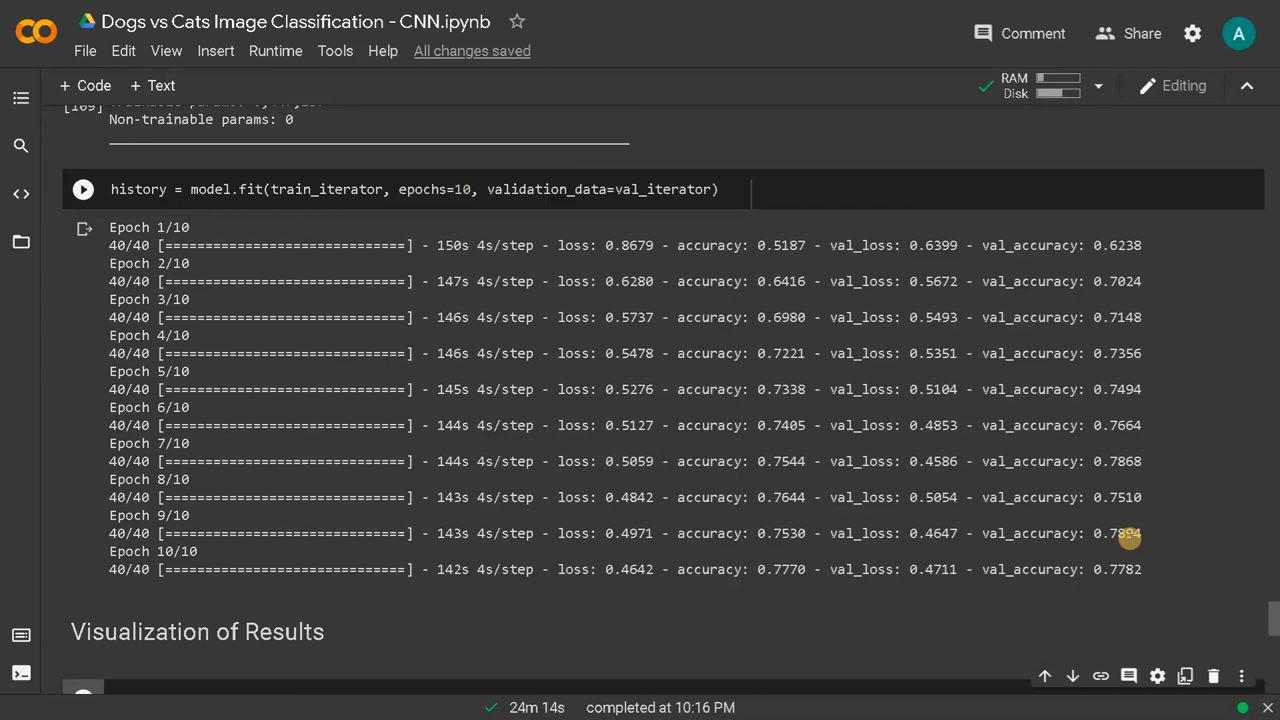 Dogs vs Cats Image Classification - CNN.ipynb
File Edit View Insert Runtime Tools Help All changes saved
Comment Share A
+ Code + Text
RAM
Disk
Editing
[109]
Non-trainable params: 0
history = model.fit(train_iterator, epochs=10, validation_data=val_iterator)
Epoch 1/10
40/40 [==============================] - 150s 4s/step - loss: 0.8679 - accuracy: 0.5187 - val_loss: 0.6399 - val_accuracy: 0.6238
Epoch 2/10
40/40 [==============================] - 147s 4s/step - loss: 0.6280 - accuracy: 0.6416 - val_loss: 0.5672 - val_accuracy: 0.7024
Epoch 3/10
40/40 [==============================] - 146s 4s/step - loss: 0.5737 - accuracy: 0.6980 - val_loss: 0.5493 - val_accuracy: 0.7148
Epoch 4/10
40/40 [==============================] - 146s 4s/step - loss: 0.5478 - accuracy: 0.7221 - val_loss: 0.5351 - val_accuracy: 0.7356
Epoch 5/10
40/40 [==============================] - 145s 4s/step - loss: 0.5276 - accuracy: 0.7338 - val_loss: 0.5104 - val_accuracy: 0.7494
Epoch 6/10
40/40 [==============================] - 144s 4s/step - loss: 0.5127 - accuracy: 0.7405 - val_loss: 0.4853 - val_accuracy: 0.7664
Epoch 7/10
40/40 [==============================] - 144s 4s/step - loss: 0.5059 - accuracy: 0.7544 - val_loss: 0.4586 - val_accuracy: 0.7868
Epoch 8/10
40/40 [==============================] - 143s 4s/step - loss: 0.4842 - accuracy: 0.7644 - val_loss: 0.5054 - val_accuracy: 0.7510
Epoch 9/10
40/40 [==============================] - 143s 4s/step - loss: 0.4971 - accuracy: 0.7530 - val_loss: 0.4647 - val_accuracy: 0.7894
Epoch 10/10
40/40 [==============================] - 142s 4s/step - loss: 0.4642 - accuracy: 0.7770 - val_loss: 0.4711 - val_accuracy: 0.7782
Visualization of Results
24m 14s completed at 10:16 PM